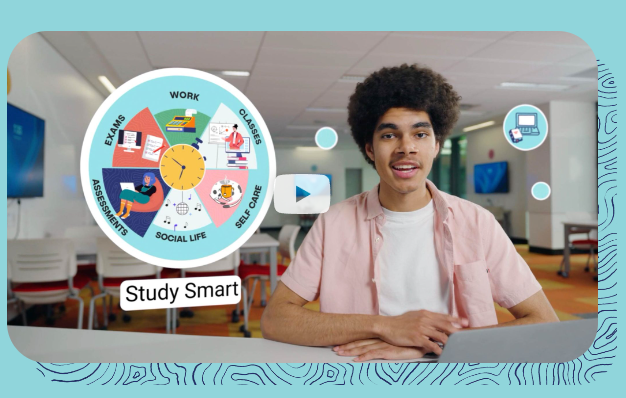 WORK
CLASSES
SELF CARE
SOCIAL LIFE
ASSESSMENTS
EXAMS
Study Smart